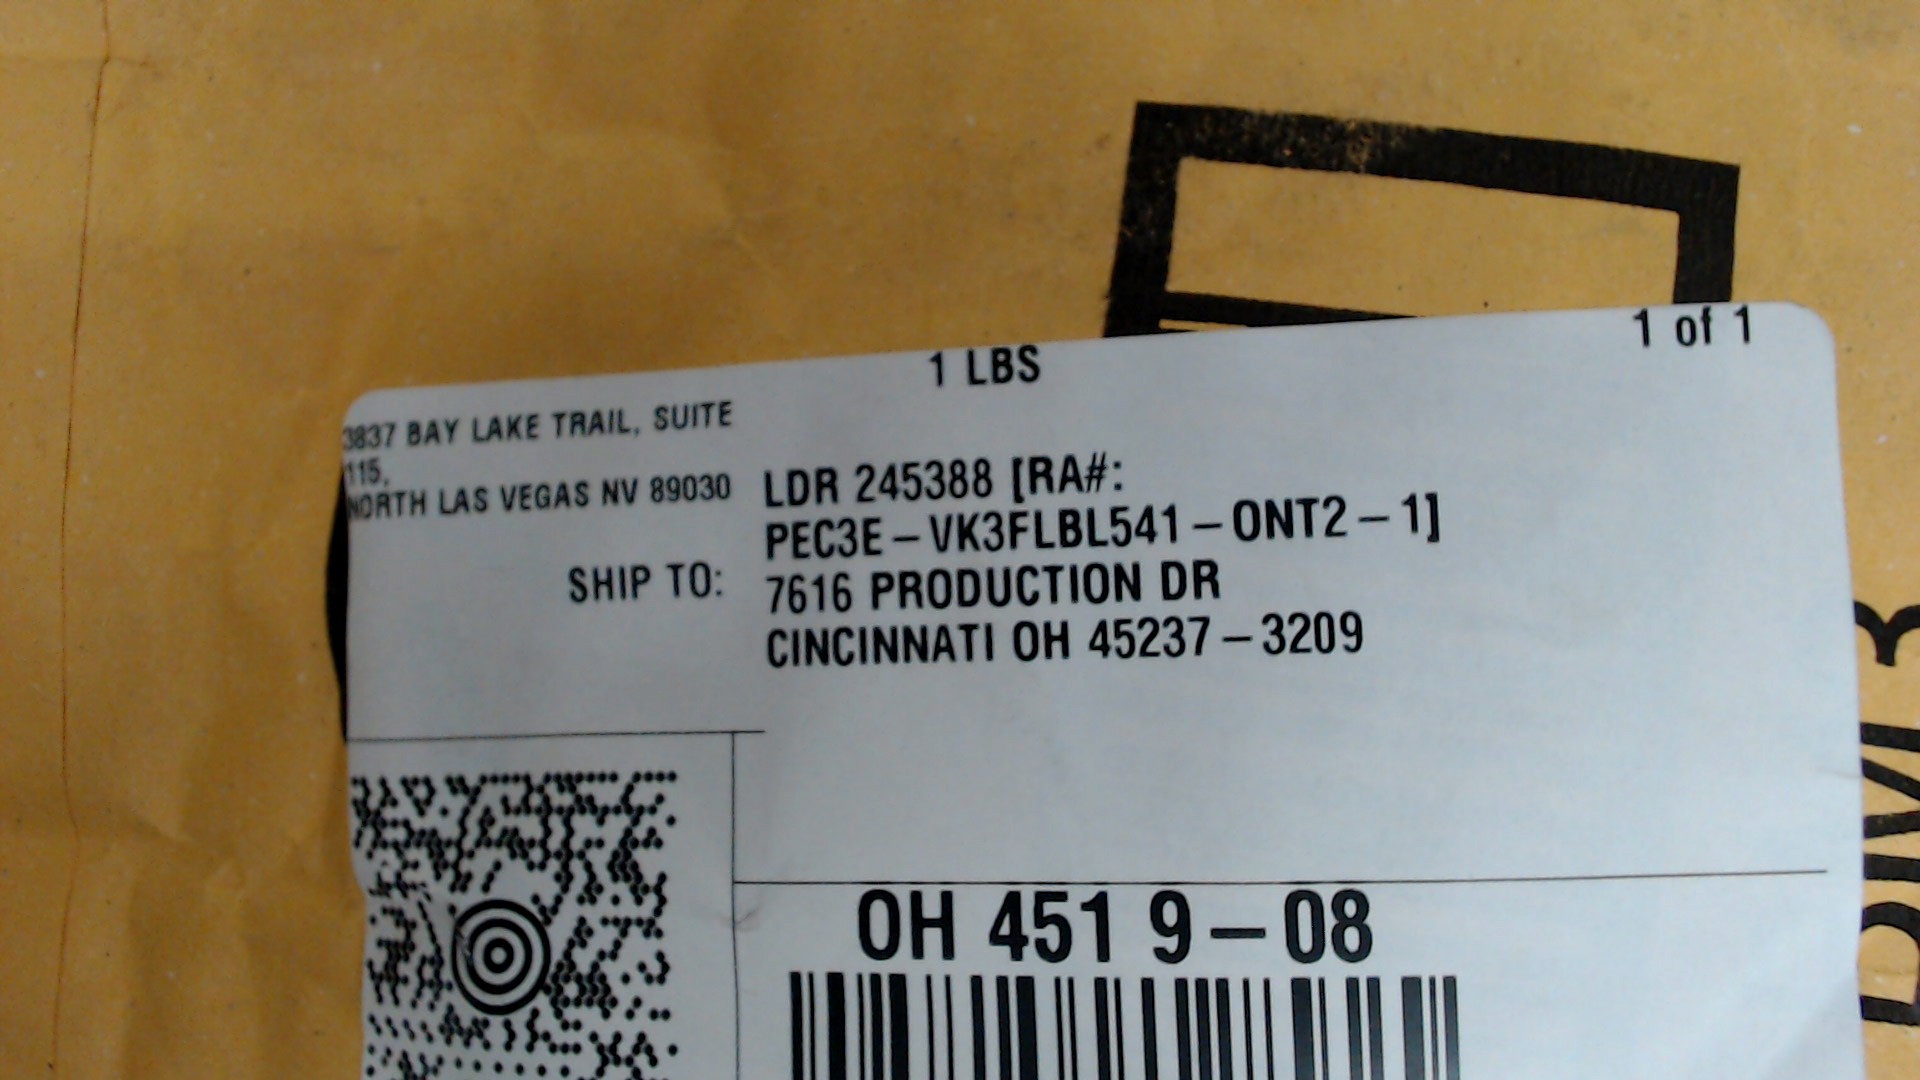 1 LBS
1 of 1
3837 BAY LAKE TRAIL, SUITE
115,
NORTH LAS VEGAS NV 89030
SHIP TO:
LDR 245388 [RA#:
PEC3E-VK3FLBL541-ONT2-1]
7616 PRODUCTION DR
CINCINNATI OH 45237-3209
OH 451 9-08